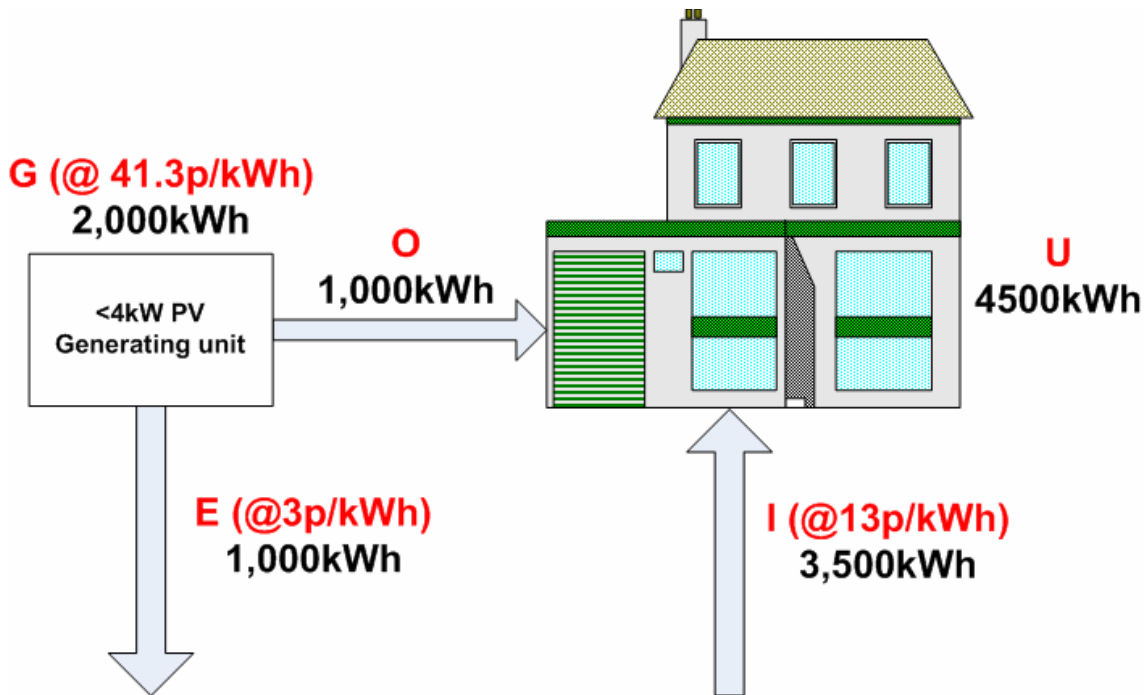 G (@ 41.3p/kWh)
2,000kWh
<4kW PV
Generating unit
O
1,000kWh
U
4500kWh
E (@3p/kWh)
1,000kWh
I (@13p/kWh)
3,500kWh